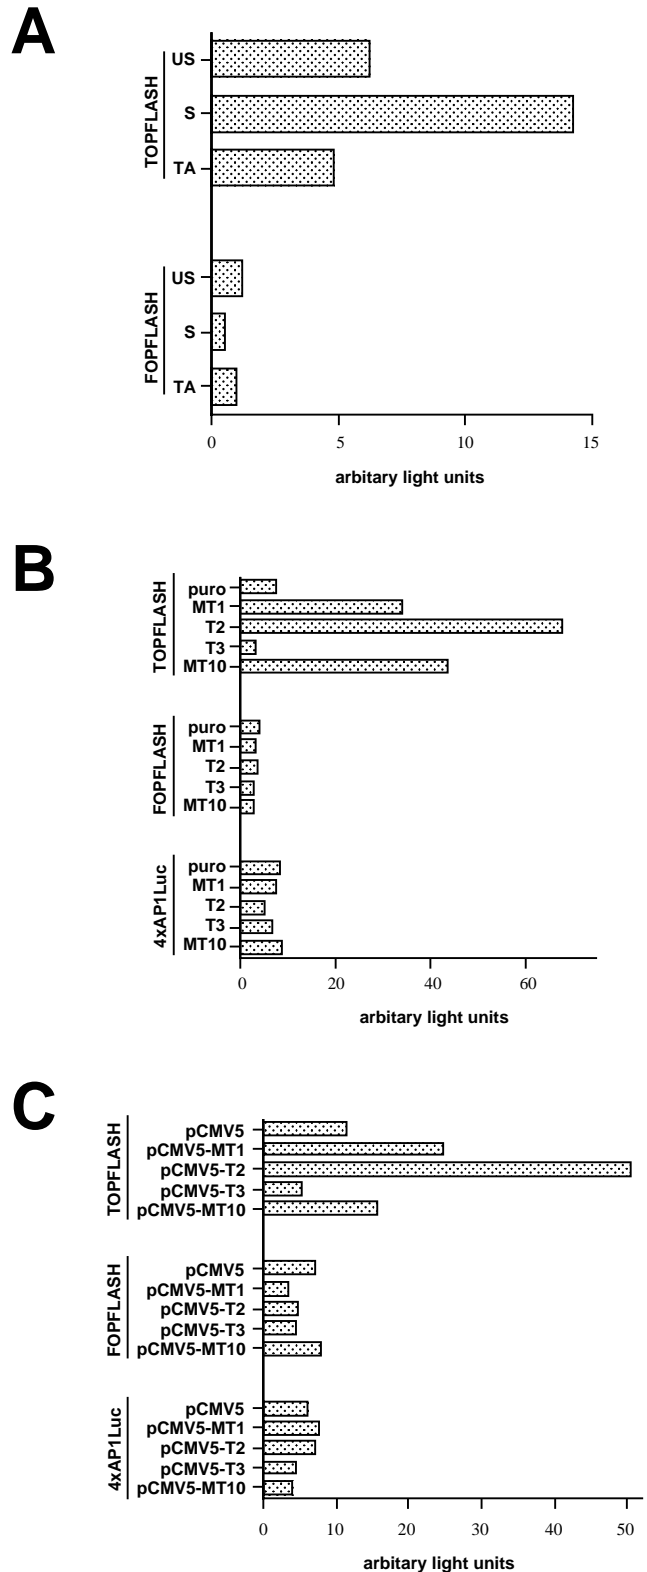 A
TOPFLASH
US
S
TA
FOPFLASH
US
S
TA
0 5 10 15
arbitary light units
B
TOPFLASH
puro
MT1
T2
T3
MT10
FOPFLASH
puro
MT1
T2
T3
MT10
4xAP1Luc
puro
MT1
T2
T3
MT10
0 20 40 60
arbitary light units
C
TOPFLASH
pCMV5
pCMV5-MT1
pCMV5-T2
pCMV5-T3
pCMV5-MT10
FOPFLASH
pCMV5
pCMV5-MT1
pCMV5-T2
pCMV5-T3
pCMV5-MT10
4xAP1Luc
pCMV5
pCMV5-MT1
pCMV5-T2
pCMV5-T3
pCMV5-MT10
0 10 20 30 40 50
arbitary light units